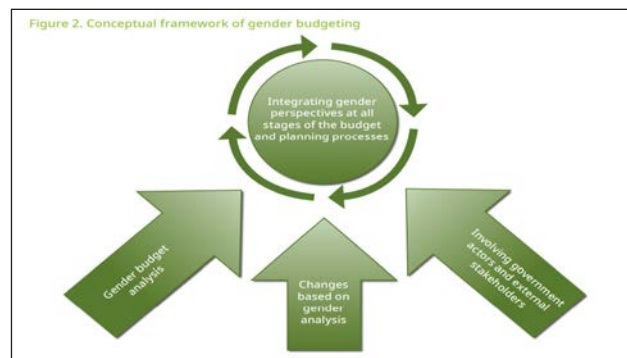 Figure 2. Conceptual framework of gender budgeting
Integrating gender
perspectives at all
stages of the budget
and planning processes
Gender budget
analysis
Changes
based on
gender
analysis
Involving government
actors and external
stakeholders